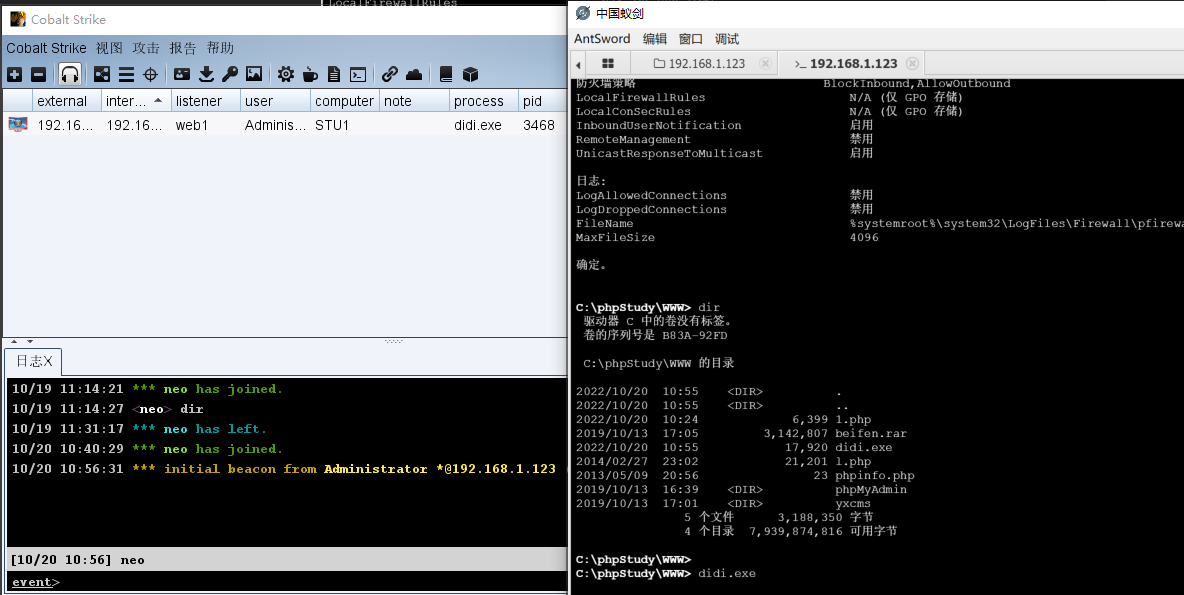 LocalFirewallRules
Cobalt Strike
Cobalt Strike 视图 攻击 报告 帮助
external inter... listener user computer note process pid
192.16... 192.16... web1 Adminis... STU1 didi.exe 3468
日志X
10/19 11:14:21 *** neo has joined.
10/19 11:14:27 <neo> dir
10/19 11:31:17 *** neo has left.
10/20 10:40:29 *** neo has joined.
10/20 10:56:31 *** initial beacon from Administrator *@192.168.1.123
[10/20 10:56] neo
event>
中国蚁剑
AntSword 编辑 窗口 调试
192.168.1.123 >_ 192.168.1.123
防火墙策略 BlockInbound,AllowOutbound
LocalFirewallRules N/A (仅 GPO 存储)
LocalConSecRules N/A (仅 GPO 存储)
InboundUserNotification 启用
RemoteManagement 禁用
UnicastResponseToMulticast 启用
日志:
LogAllowedConnections 禁用
LogDroppedConnections 禁用
FileName %systemroot%\system32\LogFiles\Firewall\pfirewa
MaxFileSize 4096
确定。
C:\phpStudy\WWW> dir
驱动器 C 中的卷没有标签。
卷的序列号是 B83A-92FD
C:\phpStudy\WWW 的目录
2022/10/20 10:55 <DIR> .
2022/10/20 10:55 <DIR> ..
2022/10/20 10:24 6,399 1.php
2019/10/13 17:05 3,142,807 beifen.rar
2022/10/20 10:55 17,920 didi.exe
2014/02/27 23:02 21,201 l.php
2013/05/09 20:56 23 phpinfo.php
2019/10/13 16:39 <DIR> phpMyAdmin
2019/10/13 17:01 <DIR> yxcms
5 个文件 3,188,350 字节
4 个目录 7,939,874,816 可用字节
C:\phpStudy\WWW>
C:\phpStudy\WWW> didi.exe